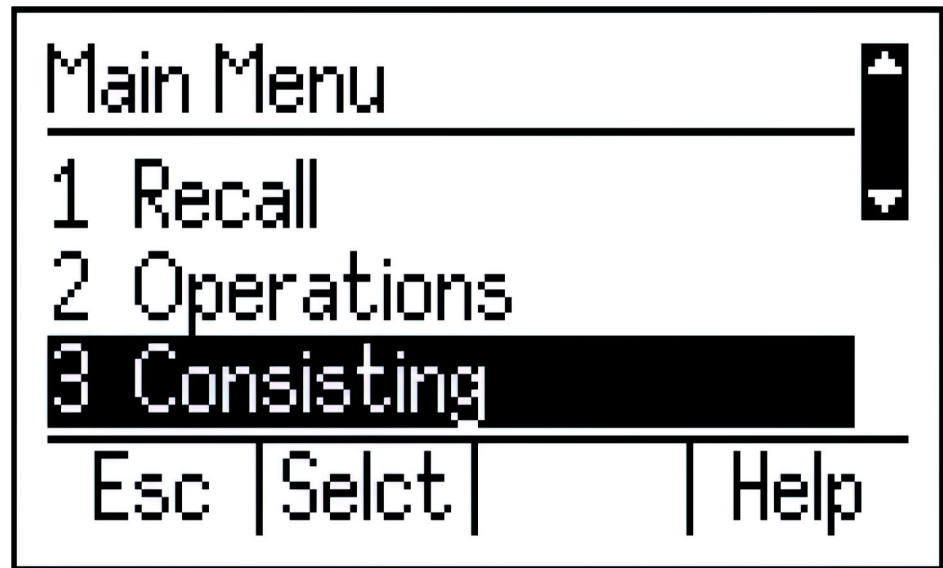 Main Menu
1 Recall
2 Operations
3 Consisting
Esc Selct Help